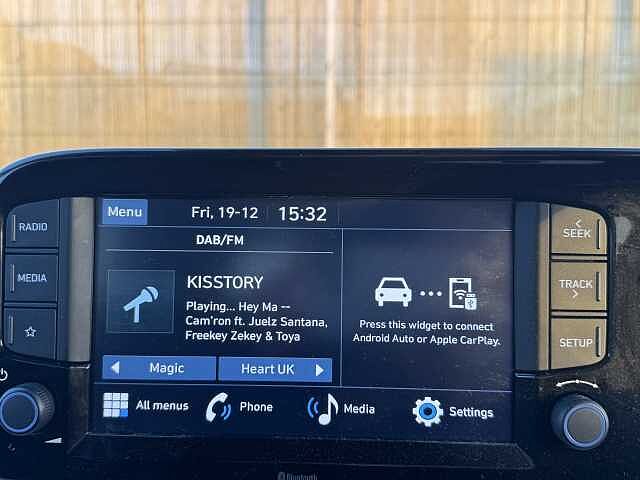 Menu
Fri, 19-12
15:32
RADIO
MEDIA
DAB/FM
KISSTORY
Playing... Hey Ma --
Cam'ron ft. Juelz Santana,
Freekey Zekey & Toya
Magic
Heart UK
Press this widget to connect
Android Auto or Apple CarPlay.
SEEK
TRACK
SETUP
All menus
Phone
Media
Settings
Bluetooth